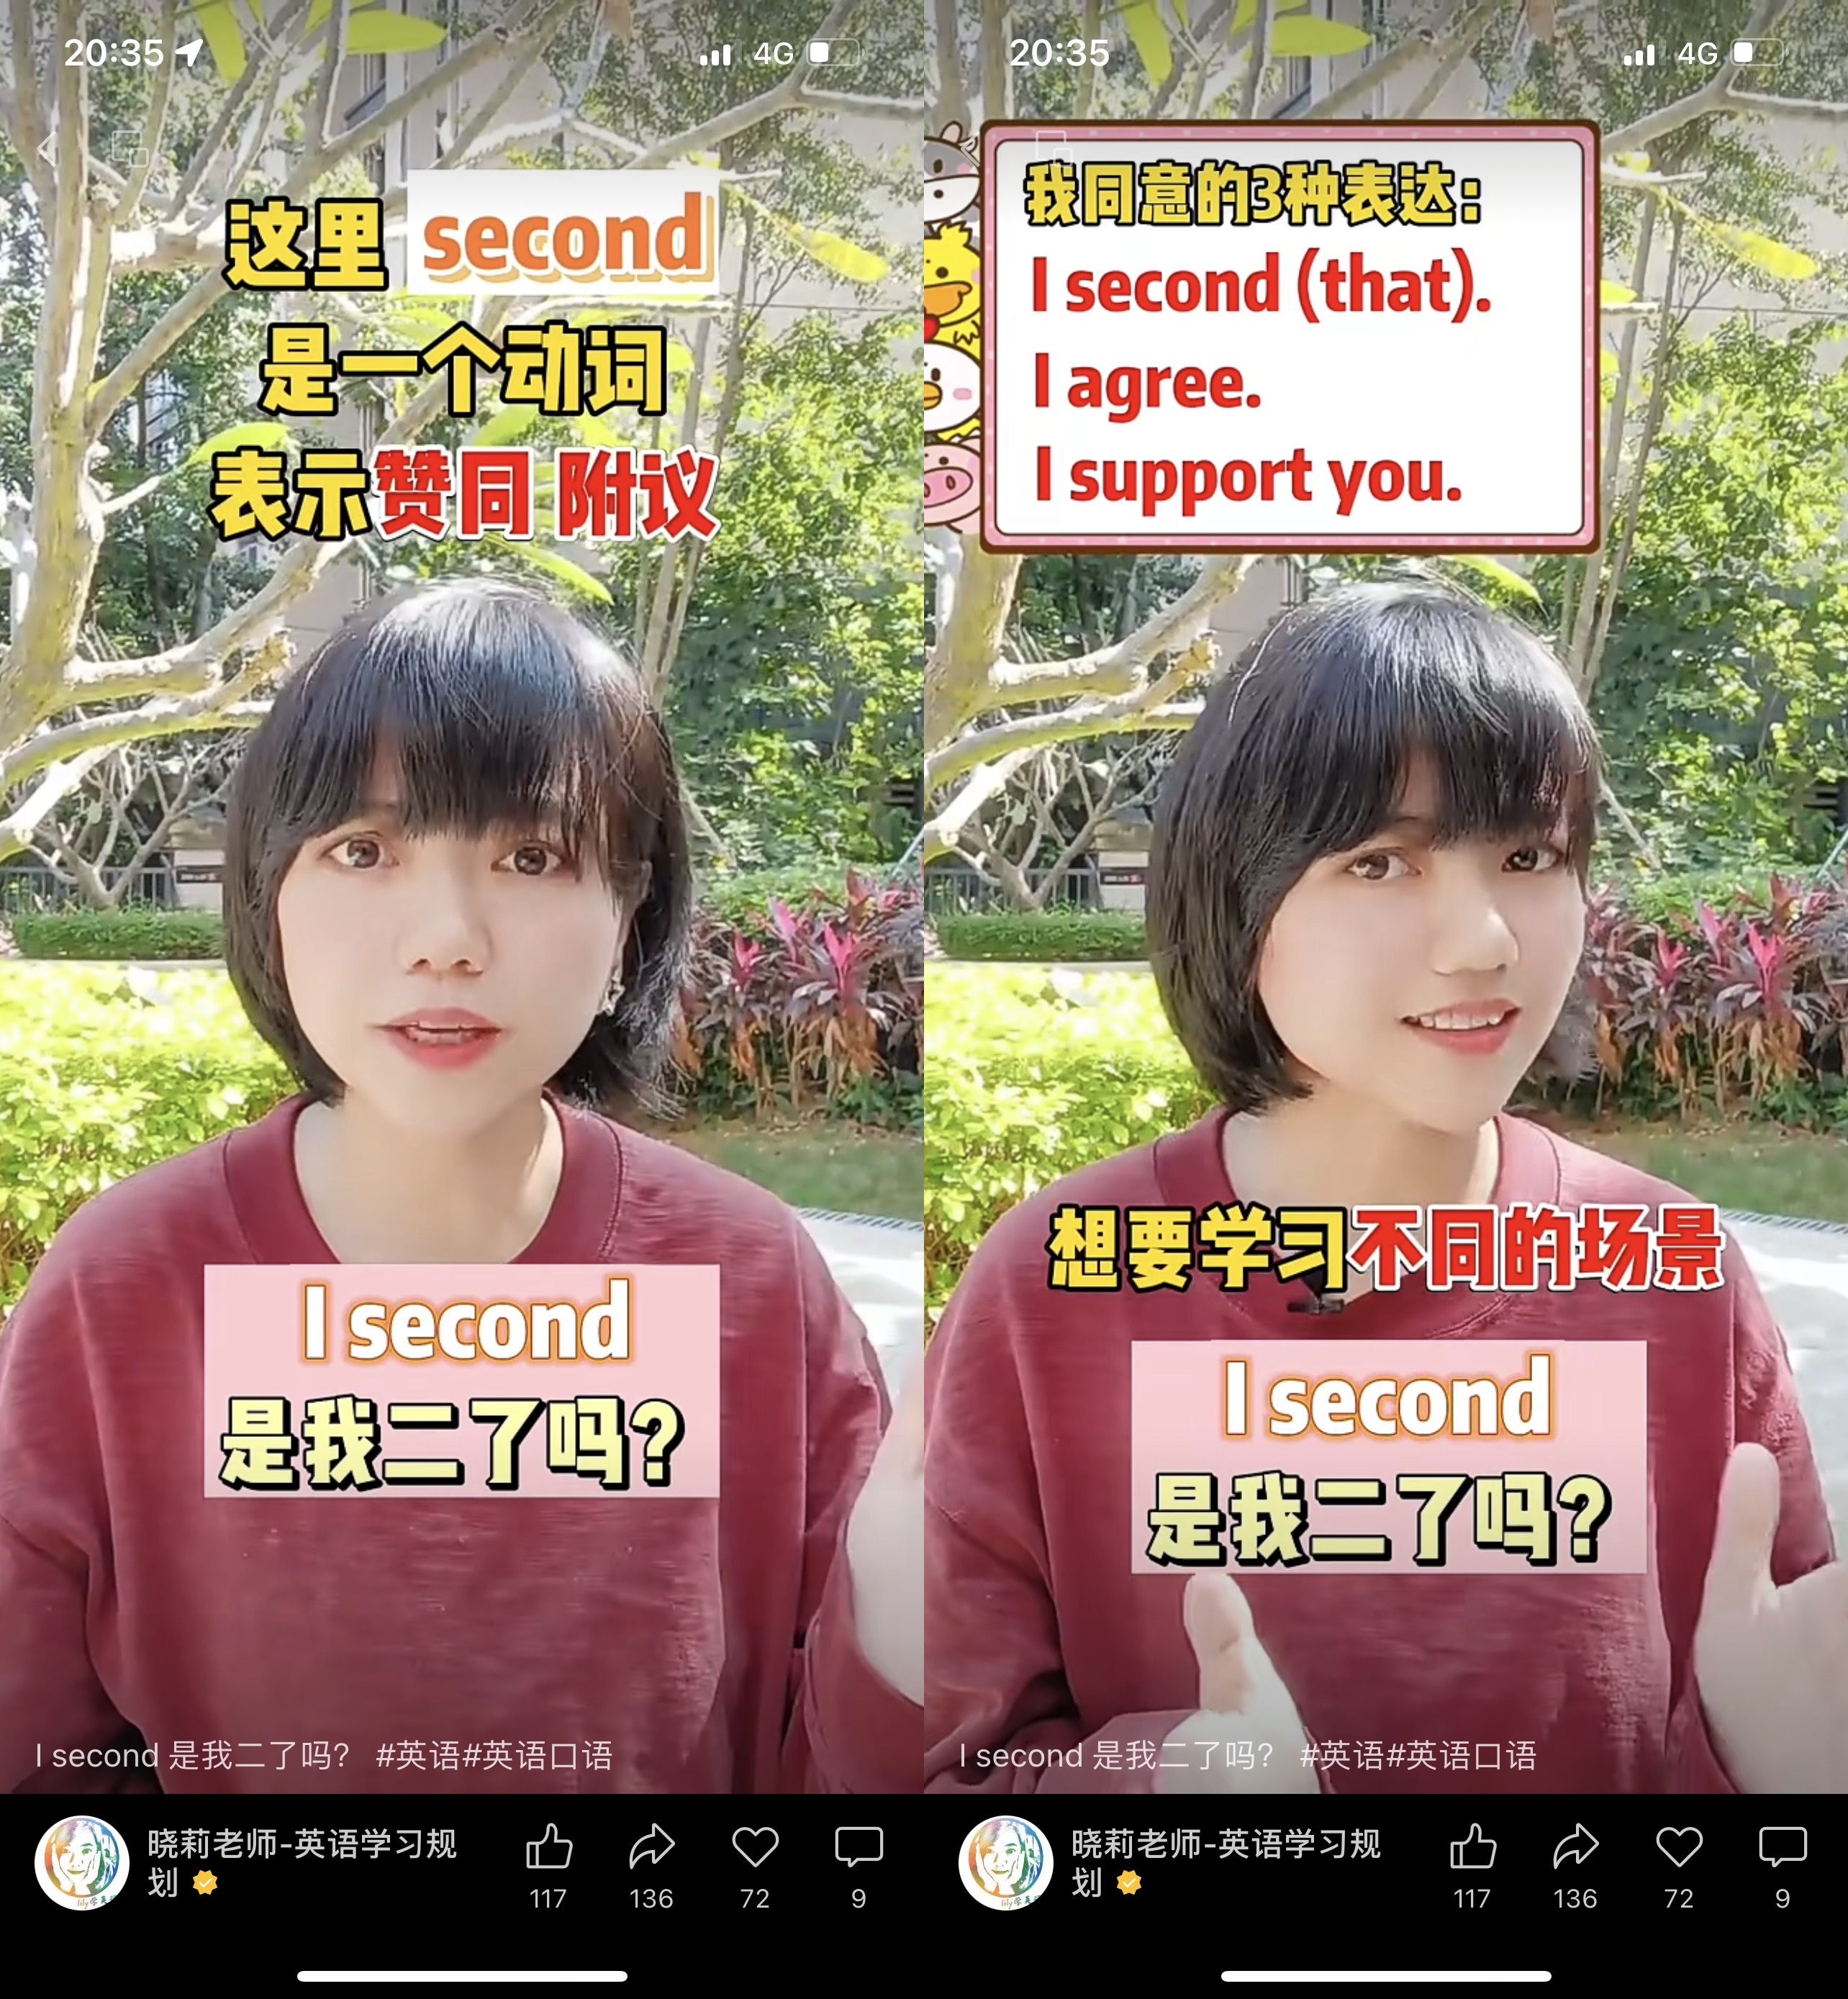 20:35
4G
这里 second
是一个动词
表示赞同 附议
I second
是我二了吗?
I second 是我二了吗? #英语#英语口语
晓莉老师-英语学习规
划
117
136
72
9
20:35
4G
我同意的3种表达:
I second (that).
I agree.
I support you.
想要学习不同的场景
I second
是我二了吗?
I second 是我二了吗? #英语#英语口语
晓莉老师-英语学习规
划
117
136
72
9